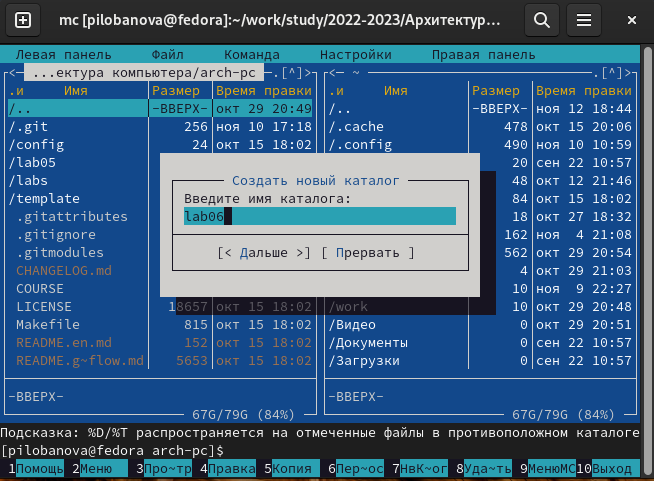 mc [pilobanova@fedora]:~/work/study/2022-2023/Архитектур...
Левая панель Файл Команда Настройки Правая панель
<— ...ектура компьютера/arch-pc —.[^]>
.и Имя Размер Время правки
/.. -ВВЕРХ- окт 29 20:49
/.git 256 ноя 10 17:18
/config 24 окт 15 18:02
/lab05
/labs
/template
.gitattributes
.gitignore
.gitmodules
CHANGELOG.md
COURSE
LICENSE 18657 окт 15 18:02
Makefile 815 окт 15 18:02
README.en.md 152 окт 15 18:02
README.g~flow.md 5653 окт 15 18:02
-ВВЕРХ-
67G/79G (84%)
<— ~ —.[^]>
.и Имя Размер Время правки
/.. -ВВЕРХ- ноя 12 18:44
/.cache 478 окт 15 20:06
/.config 490 ноя 10 10:59
20 сен 22 10:57
48 окт 12 21:46
84 окт 15 18:02
18 окт 27 18:32
162 ноя 4 21:08
562 окт 29 20:54
4 окт 29 21:03
10 ноя 9 22:27
/work 10 окт 29 20:48
/Видео 0 окт 29 20:51
/Документы 0 сен 22 10:57
/Загрузки 0 сен 22 10:57
-ВВЕРХ-
67G/79G (84%)
Создать новый каталог
Введите имя каталога:
lab06
[< Дальше >] [ Прервать ]
Подсказка: %D/%T распространяется на отмеченные файлы в противоположном каталоге
[pilobanova@fedora arch-pc]$
1Помощь 2Меню 3Про~тр 4Правка 5Копия 6Пер~ос 7НвК~ог 8Уда~ть 9МенюМС 10Выход